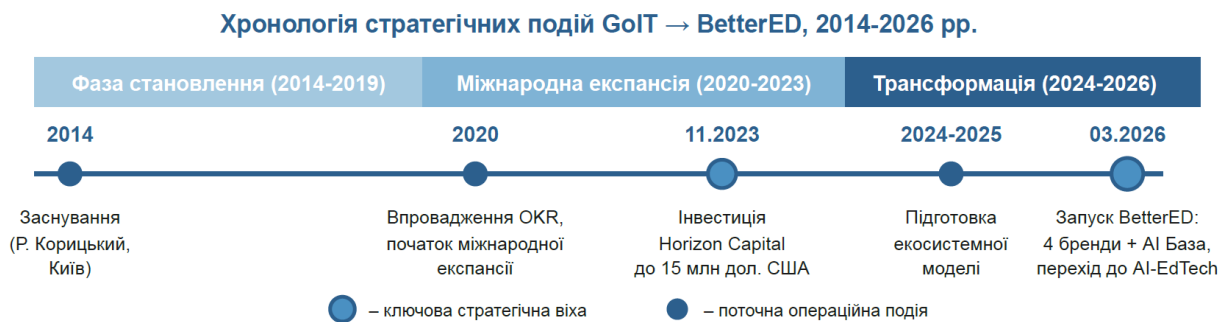 Хронологія стратегічних подій GoIT → BetterED, 2014-2026 рр.
Фаза становлення (2014-2019)
Міжнародна експансія (2020-2023)
Трансформація (2024-2026)
2014
2020
11.2023
2024-2025
03.2026
Заснування
(Р. Корицький,
Київ)
Впровадження OKR,
початок міжнародної
експансії
Інвестиція
Horizon Capital
до 15 млн дол. США
Підготовка
екосистемної
моделі
Запуск BetterED:
4 бренди + AI База,
перехід до AI-EdTech
– ключова стратегічна віха
– поточна операційна подія